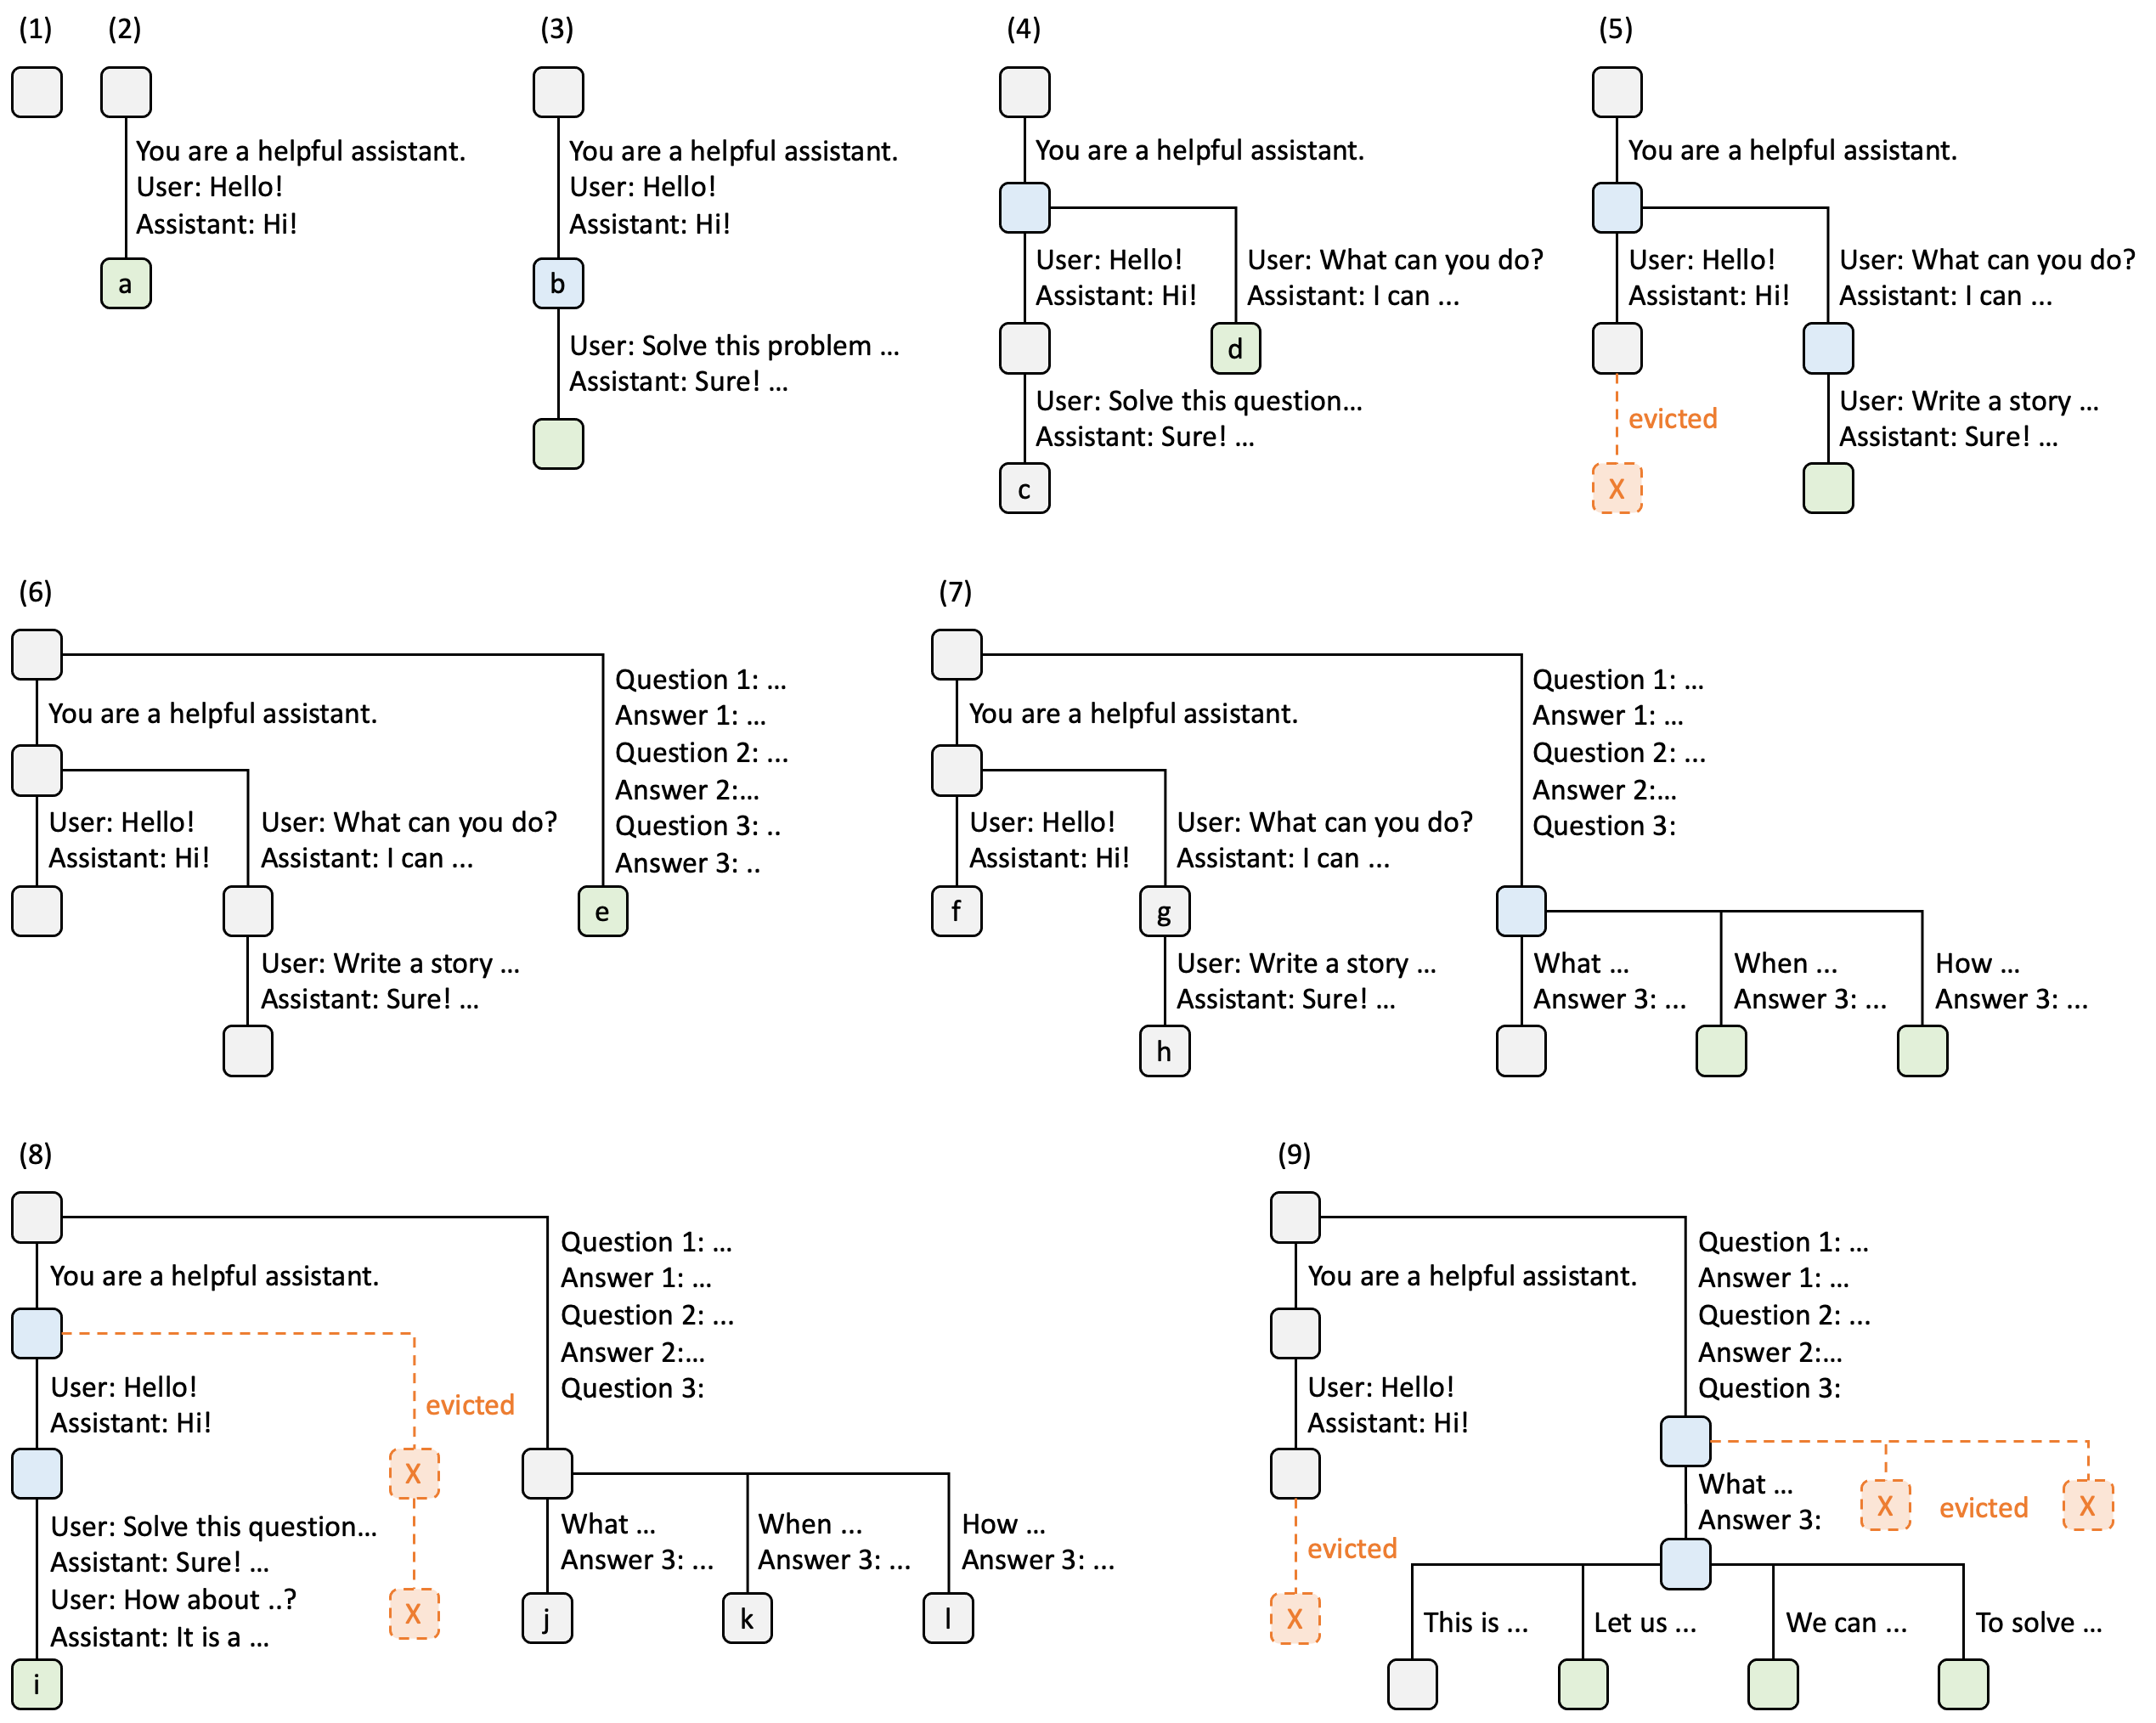 (1)
(2)
You are a helpful assistant.
User: Hello!
Assistant: Hi!
a
(3)
You are a helpful assistant.
User: Hello!
Assistant: Hi!
b
User: Solve this problem ...
Assistant: Sure! ...
(4)
You are a helpful assistant.
User: Hello!
Assistant: Hi!
User: What can you do?
Assistant: I can ...
d
User: Solve this question...
Assistant: Sure! ...
c
(5)
You are a helpful assistant.
User: Hello!
Assistant: Hi!
User: What can you do?
Assistant: I can ...
evicted
X
User: Write a story ...
Assistant: Sure! ...
(6)
You are a helpful assistant.
User: Hello!
Assistant: Hi!
User: What can you do?
Assistant: I can ...
User: Write a story ...
Assistant: Sure! ...
Question 1: ...
Answer 1: ...
Question 2: ...
Answer 2:...
Question 3: ..
Answer 3: ..
e
(7)
You are a helpful assistant.
User: Hello!
Assistant: Hi!
f
User: What can you do?
Assistant: I can ...
g
User: Write a story ...
Assistant: Sure! ...
h
Question 1: ...
Answer 1: ...
Question 2: ...
Answer 2:...
Question 3:
What ...
Answer 3: ...
When ...
Answer 3: ...
How ...
Answer 3: ...
(8)
You are a helpful assistant.
User: Hello!
Assistant: Hi!
User: Solve this question...
Assistant: Sure! ...
User: How about ..?
Assistant: It is a ...
i
evicted
X
X
Question 1: ...
Answer 1: ...
Question 2: ...
Answer 2:...
Question 3:
What ...
Answer 3: ...
j
When ...
Answer 3: ...
k
How ...
Answer 3: ...
l
(9)
You are a helpful assistant.
User: Hello!
Assistant: Hi!
evicted
X
Question 1: ...
Answer 1: ...
Question 2: ...
Answer 2:...
Question 3:
What ...
Answer 3:
X
evicted
X
This is ...
Let us ...
We can ...
To solve ...